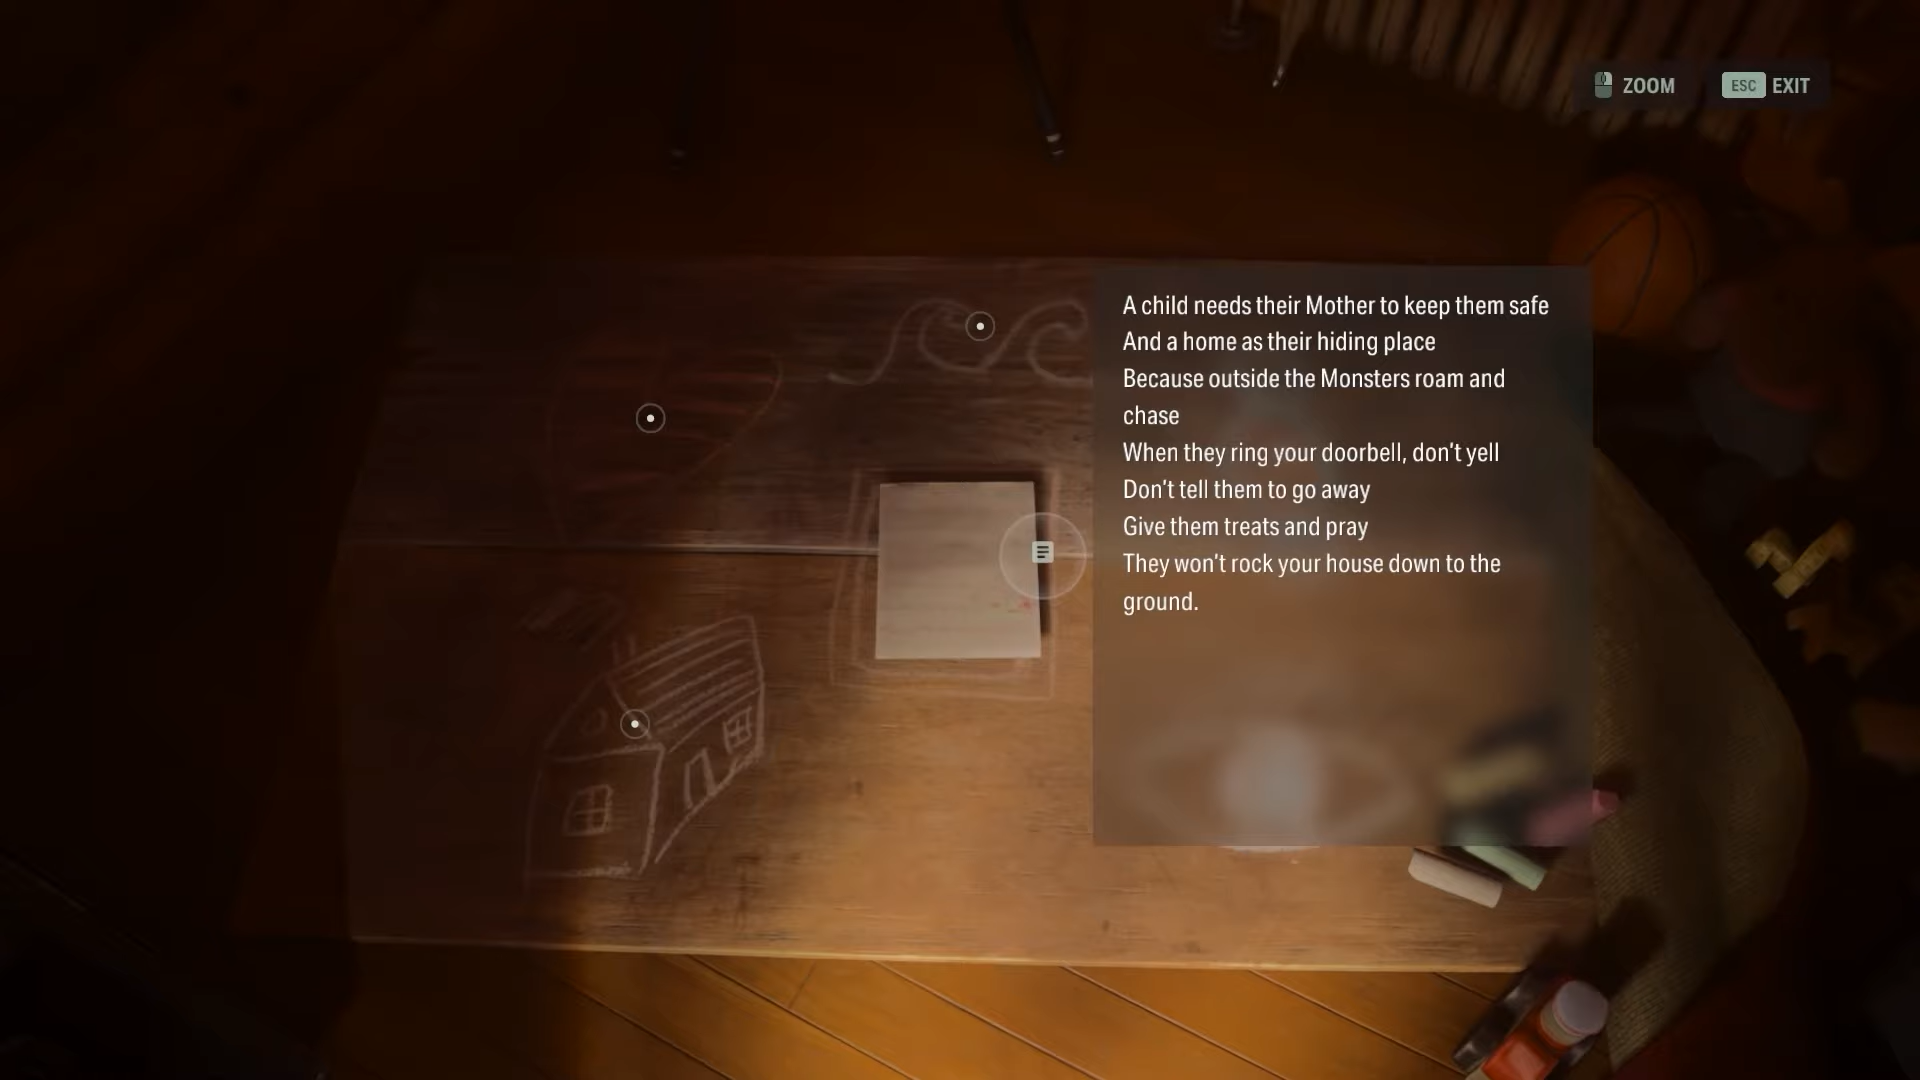 ZOOM
ESC EXIT
A child needs their Mother to keep them safe
And a home as their hiding place
Because outside the Monsters roam and
chase
When they ring your doorbell, don't yell
Don't tell them to go away
Give them treats and pray
They won't rock your house down to the
ground.